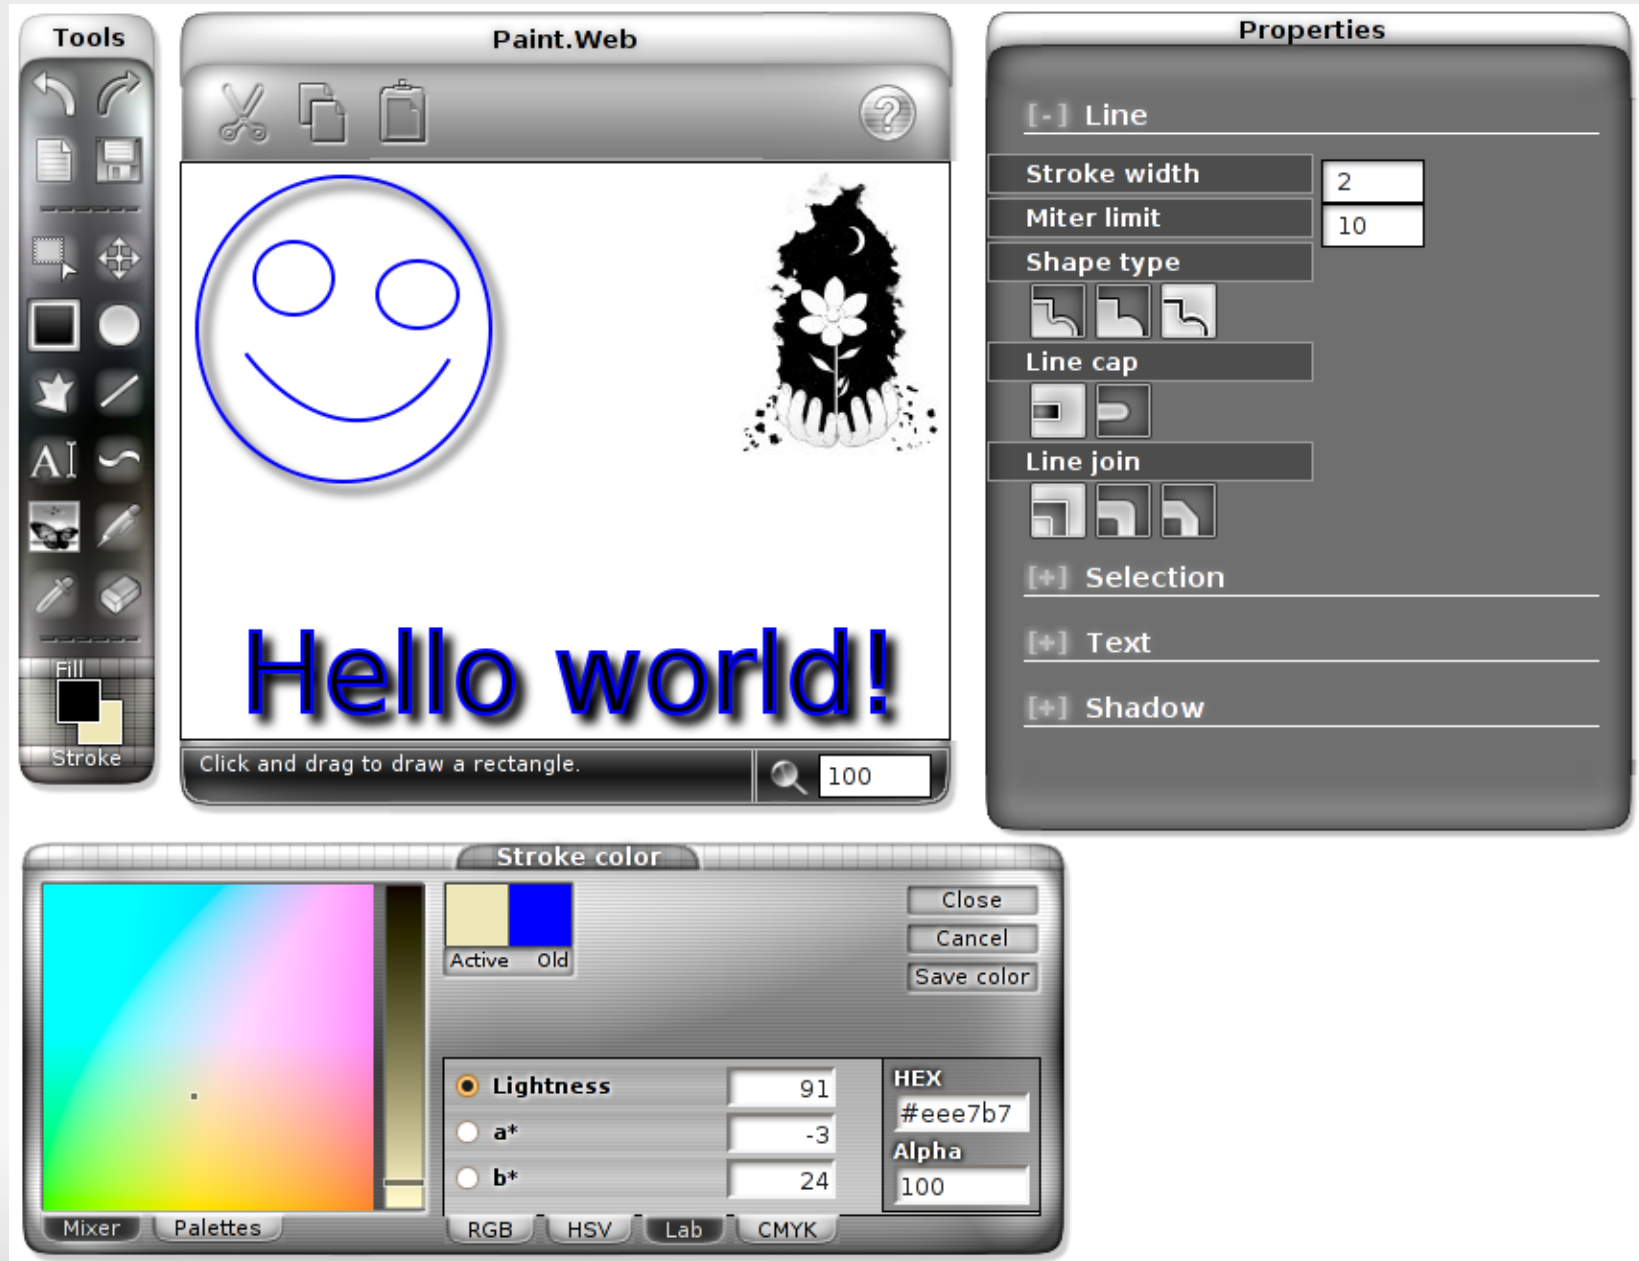 Tools
Fill
Stroke
Paint.Web
?
Hello world!
Click and drag to draw a rectangle.
100
Properties
[-] Line
Stroke width 2
Miter limit 10
Shape type
Line cap
Line join
[+] Selection
[+] Text
[+] Shadow
Stroke color
Active Old
Close
Cancel
Save color
Lightness 91
a* -3
b* 24
HEX
#eee7b7
Alpha
100
Mixer Palettes
RGB HSV Lab CMYK